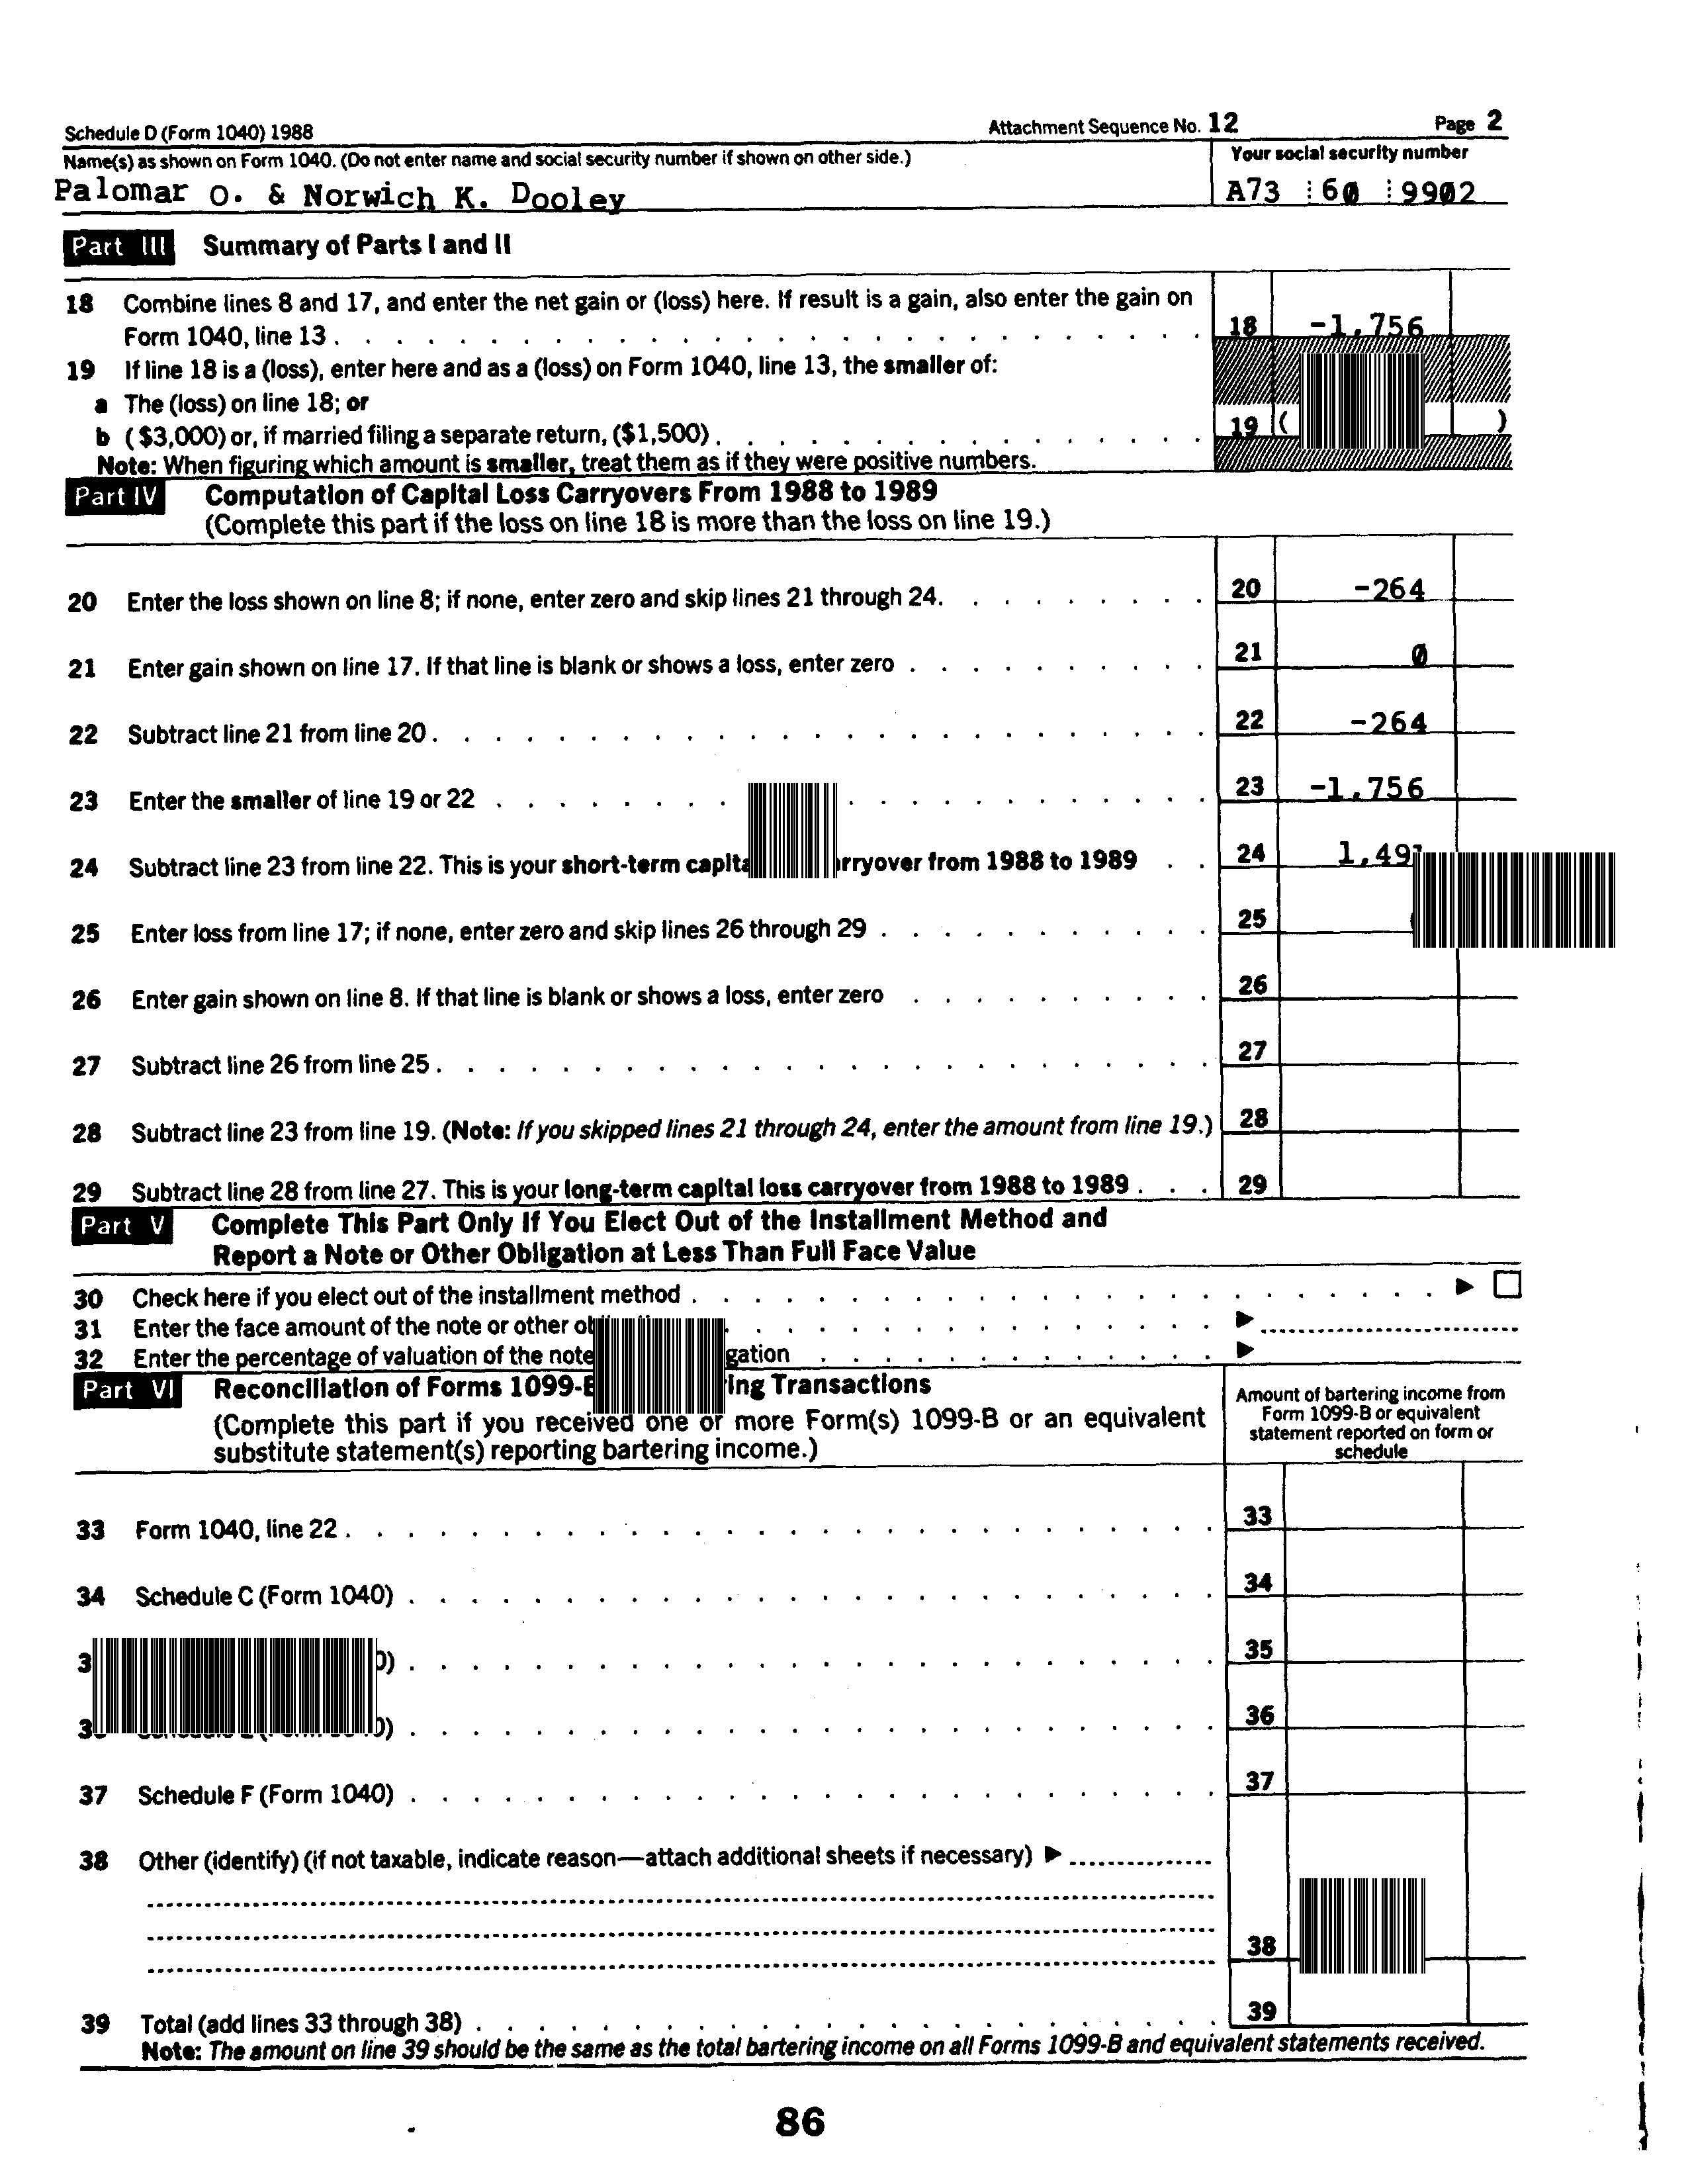 Schedule D (Form 1040) 1988 Attachment Sequence No. 12 Page 2
Name(s) as shown on Form 1040. (Do not enter name and social security number if shown on other side.) Your social security number
Palomar O. & Norwich K. Dooley A73 60 9902
Part III Summary of Parts I and II
18 Combine lines 8 and 17, and enter the net gain or (loss) here. If result is a gain, also enter the gain on
Form 1040, line 13 . 18 -1,756
19 If line 18 is a (loss), enter here and as a (loss) on Form 1040, line 13, the smaller of:
a The (loss) on line 18; or
b ($3,000) or, if married filing a separate return, ($1,500) . 19 ( )
Note: When figuring which amount is smaller, treat them as if they were positive numbers.
Part IV Computation of Capital Loss Carryovers From 1988 to 1989
(Complete this part if the loss on line 18 is more than the loss on line 19.)
20 Enter the loss shown on line 8; if none, enter zero and skip lines 21 through 24. 20 -264
21 Enter gain shown on line 17. If that line is blank or shows a loss, enter zero 21 0
22 Subtract line 21 from line 20 . 22 -264
23 Enter the smaller of line 19 or 22 23 -1,756
24 Subtract line 23 from line 22. This is your short-term from 1988 to 1989 24
25 Enter loss from line 17; if none, enter zero and skip lines 26 through 29 25
26 Enter gain shown on line 8. If that line is blank or shows a loss, enter zero 26
27 Subtract line 26 from line 25 . 27
28 Subtract line 23 from line 19. (Note: If you skipped lines 21 through 24, enter the amount from line 19.) 28
29 Subtract line 28 from line 27. This is your long-term capital loss carryover from 1988 to 1989 . 29
Part V Complete This Part Only If You Elect Out of the Installment Method and
Report a Note or Other Obligation at Less Than Full Face Value
30 Check here if you elect out of the installment method .
31 Enter the face amount of the note or other
32 Enter the percentage of valuation of the note
Part VI Reconciliation of Forms Transactions
(Complete this part if you received one or more Form(s) 1099-B or an equivalent
substitute statement(s) reporting bartering income.)
Amount of bartering income from
Form 1099-B or equivalent
statement reported on form or
schedule
33 Form 1040, line 22 . 33
34 Schedule C (Form 1040) . 34
35
36
37 Schedule F (Form 1040) . 37
38 Other (identify) (if not taxable, indicate reason—attach additional sheets if necessary)
38
39 Total (add lines 33 through 38) . 39
Note: The amount on line 39 should be the same as the total bartering income on all Forms 1099-B and equivalent statements received.
86